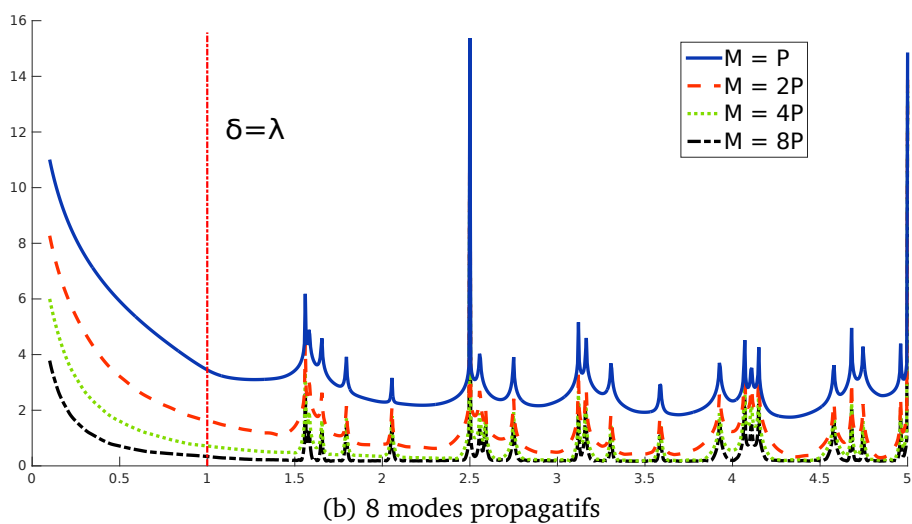 16
14
12
10
8
6
4
2
0
M = P
M = 2P
M = 4P
M = 8P
δ=λ
0 0.5 1 1.5 2 2.5 3 3.5 4 4.5 5
(b) 8 modes propagatifs